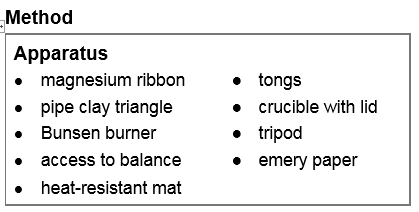 Method
Apparatus
● magnesium ribbon
● pipe clay triangle
● Bunsen burner
● access to balance
● heat-resistant mat
● tongs
● crucible with lid
● tripod
● emery paper